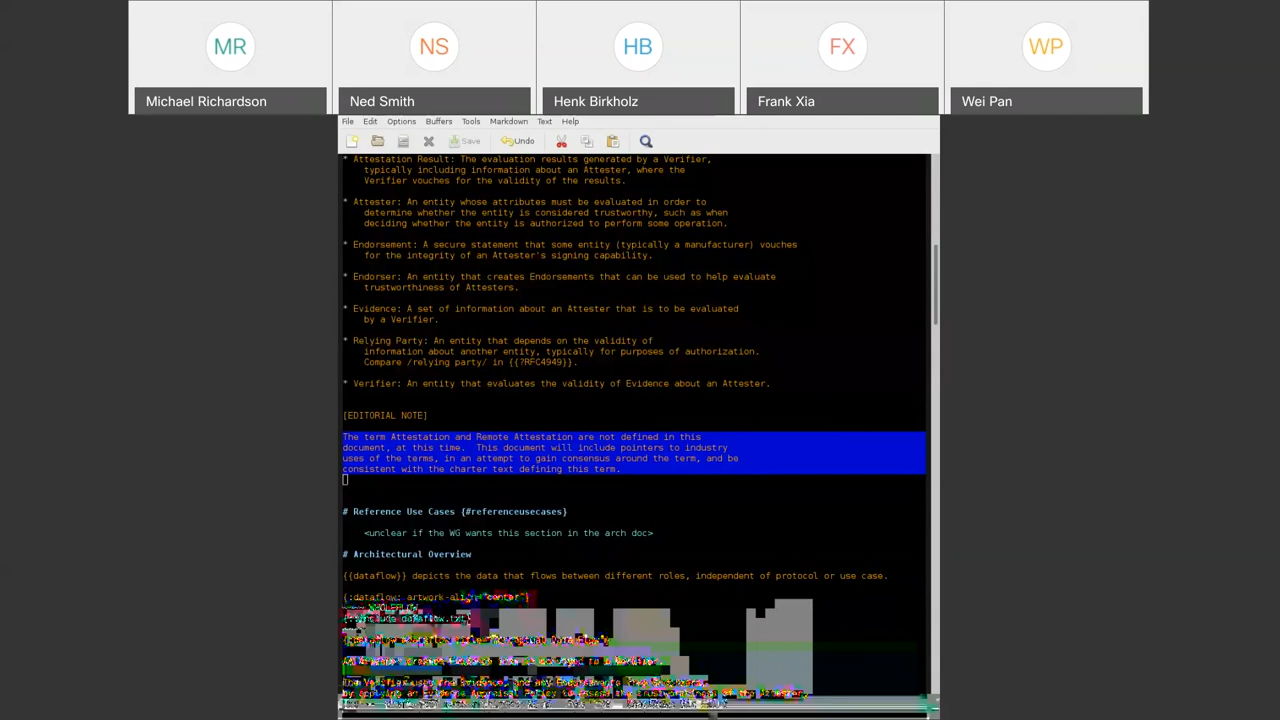 MR
NS
HB
FX
WP
Michael Richardson
Ned Smith
Henk Birkholz
Frank Xia
Wei Pan
File Edit Options Buffers Tools Markdown Text Help
Save Undo
* Attestation Result: The evaluation results generated by a Verifier,
typically including information about an Attester, where the
Verifier vouches for the validity of the results.
* Attester: An entity whose attributes must be evaluated in order to
determine whether the entity is considered trustworthy, such as when
deciding whether the entity is authorized to perform some operation.
* Endorsement: A secure statement that some entity (typically a manufacturer) vouches
for the integrity of an Attester's signing capability.
* Endorser: An entity that creates Endorsements that can be used to help evaluate
trustworthiness of Attesters.
* Evidence: A set of information about an Attester that is to be evaluated
by a Verifier.
* Relying Party: An entity that depends on the validity of
information about another entity, typically for purposes of authorization.
Compare /relying party/ in {{?RFC4949}}.
* Verifier: An entity that evaluates the validity of Evidence about an Attester.
[EDITORIAL NOTE]
The term Attestation and Remote Attestation are not defined in this
document, at this time.  This document will include pointers to industry
uses of the terms, in an attempt to gain consensus around the term, and be
consistent with the charter text defining this term.
# Reference Use Cases {#referenceusecases}
<unclear if the WG wants this section in the arch doc>
# Architectural Overview
{{dataflow}} depicts the data that flows between different roles, independent of protocol or use case.
{:dataflow: artwork-align="center"}